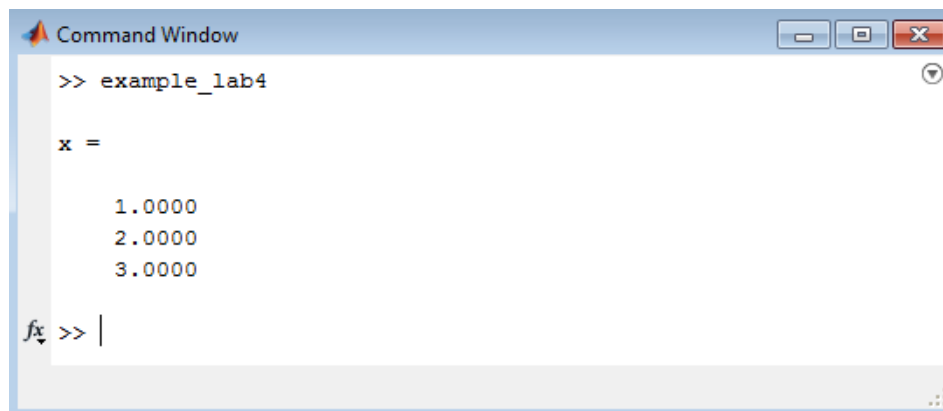 Command Window
>> example_lab4
x =
1.0000
2.0000
3.0000
fx >>